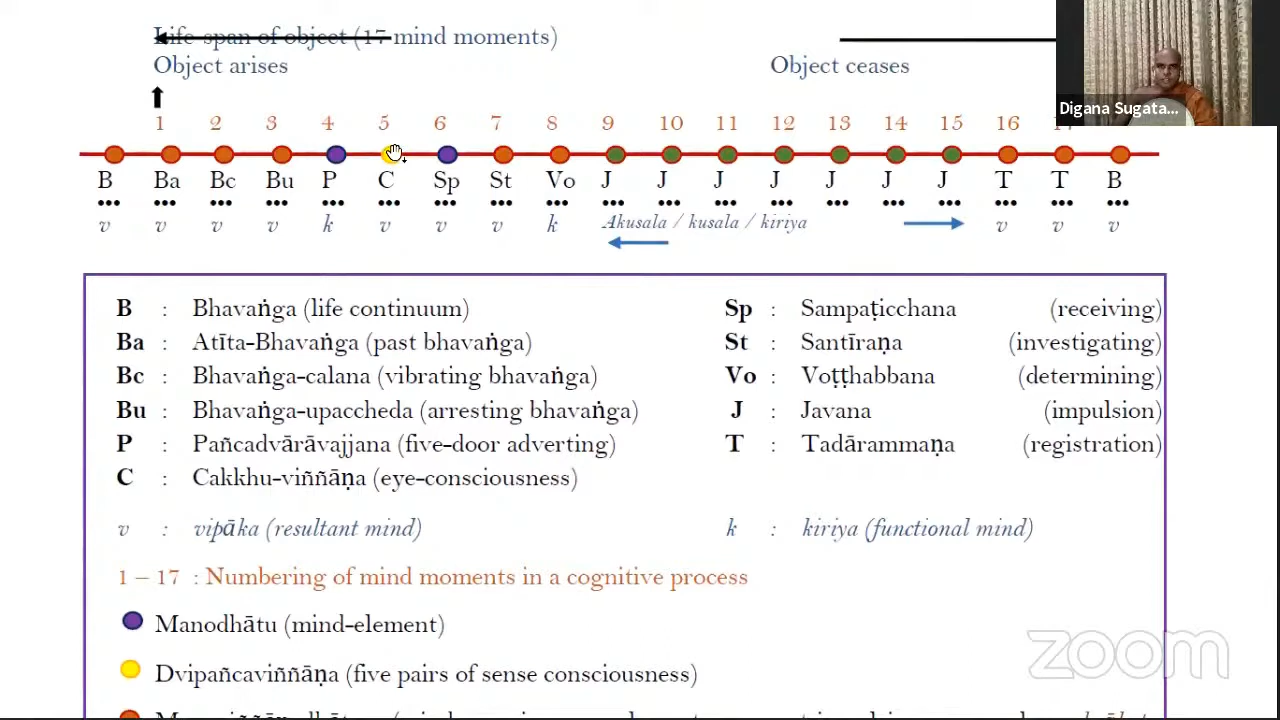 Life-span of object (17 mind moments)
Object arises Object ceases
Digana Sugata...
1 2 3 4 5 6 7 8 9 10 11 12 13 14 15 16 17
B Ba Bc Bu P C Sp St Vo J J J J J J J T T B
v v v v k v v v k Akusala / kusala / kiriya v v v
B : Bhavaṅga (life continuum) Sp : Sampaṭicchana (receiving)
Ba : Atīta-Bhavaṅga (past bhavaṅga) St : Santīraṇa (investigating)
Bc : Bhavaṅga-calana (vibrating bhavaṅga) Vo : Voṭṭhabbana (determining)
Bu : Bhavaṅga-upaccheda (arresting bhavaṅga) J : Javana (impulsion)
P : Pañcadvārāvajjana (five-door adverting) T : Tadārammaṇa (registration)
C : Cakkhu-viññāṇa (eye-consciousness)
v : vipāka (resultant mind) k : kiriya (functional mind)
1 – 17 : Numbering of mind moments in a cognitive process
Manodhātu (mind-element)
zoom
Dvipañcaviññāṇa (five pairs of sense consciousness)